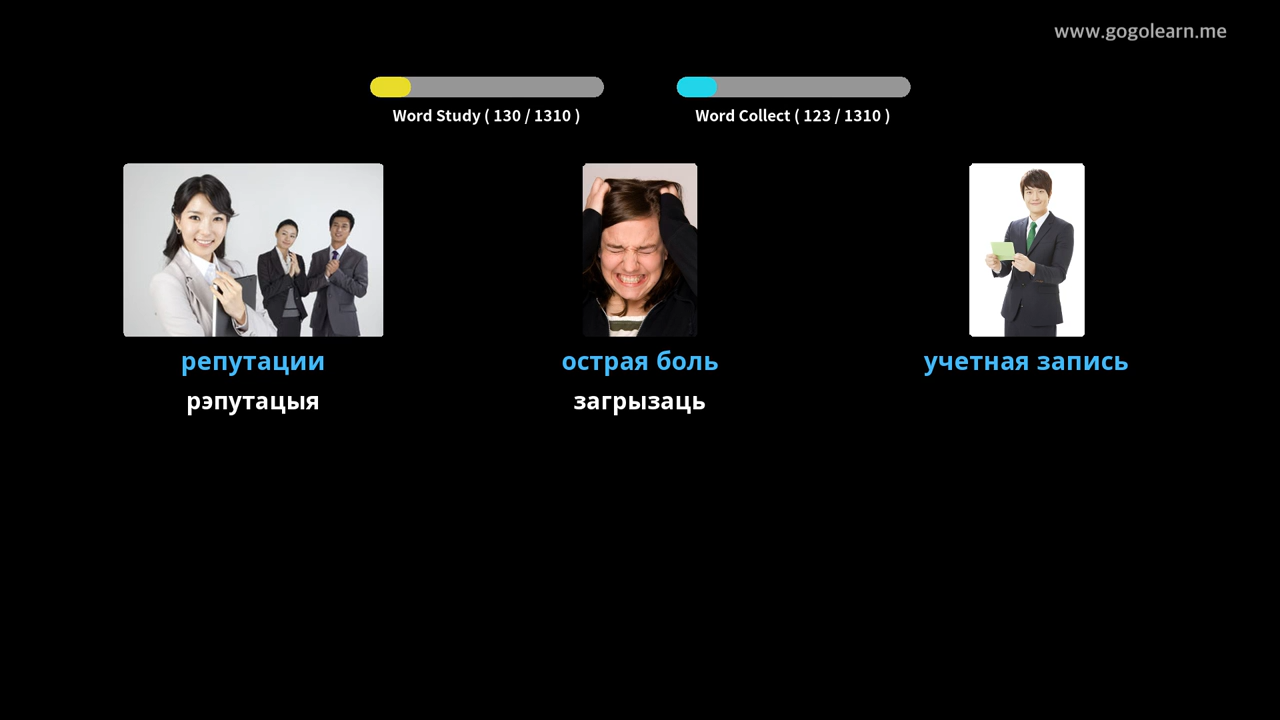 www.gogolearn.me
Word Study ( 130 / 1310 )
Word Collect ( 123 / 1310 )
репутации
рэпутацыя
острая боль
загрызаць
учетная запись